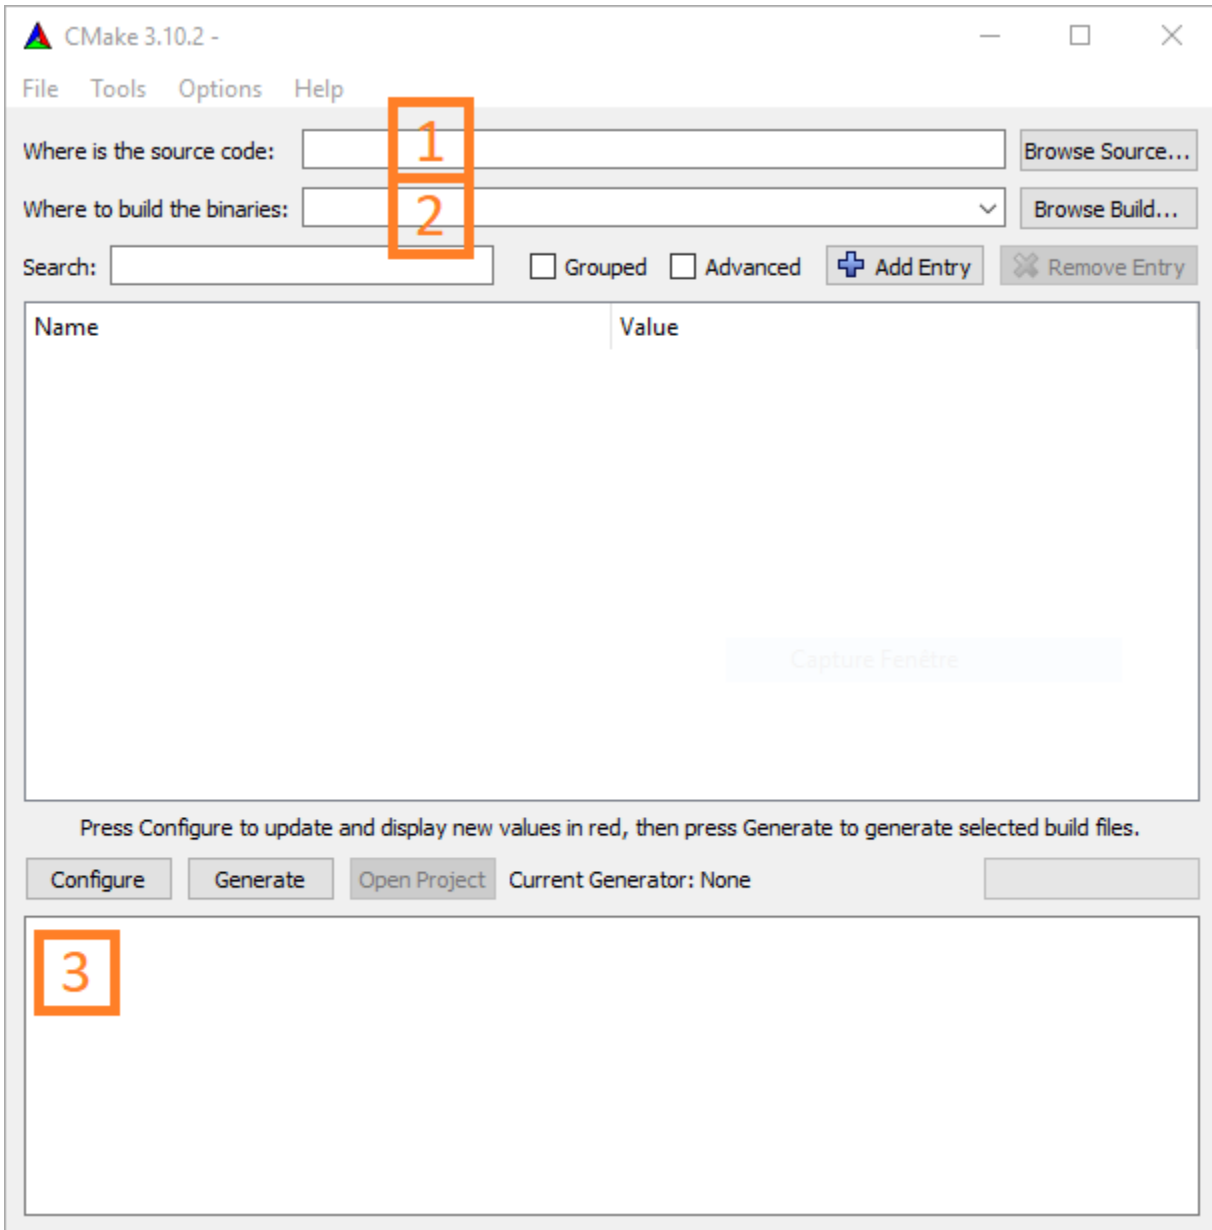 CMake 3.10.2 -
File Tools Options Help
Where is the source code: 1 Browse Source...
Where to build the binaries: 2 Browse Build...
Search: Grouped Advanced Add Entry Remove Entry
Name Value
Capture Fenêtre
Press Configure to update and display new values in red, then press Generate to generate selected build files.
Configure Generate Open Project Current Generator: None
3